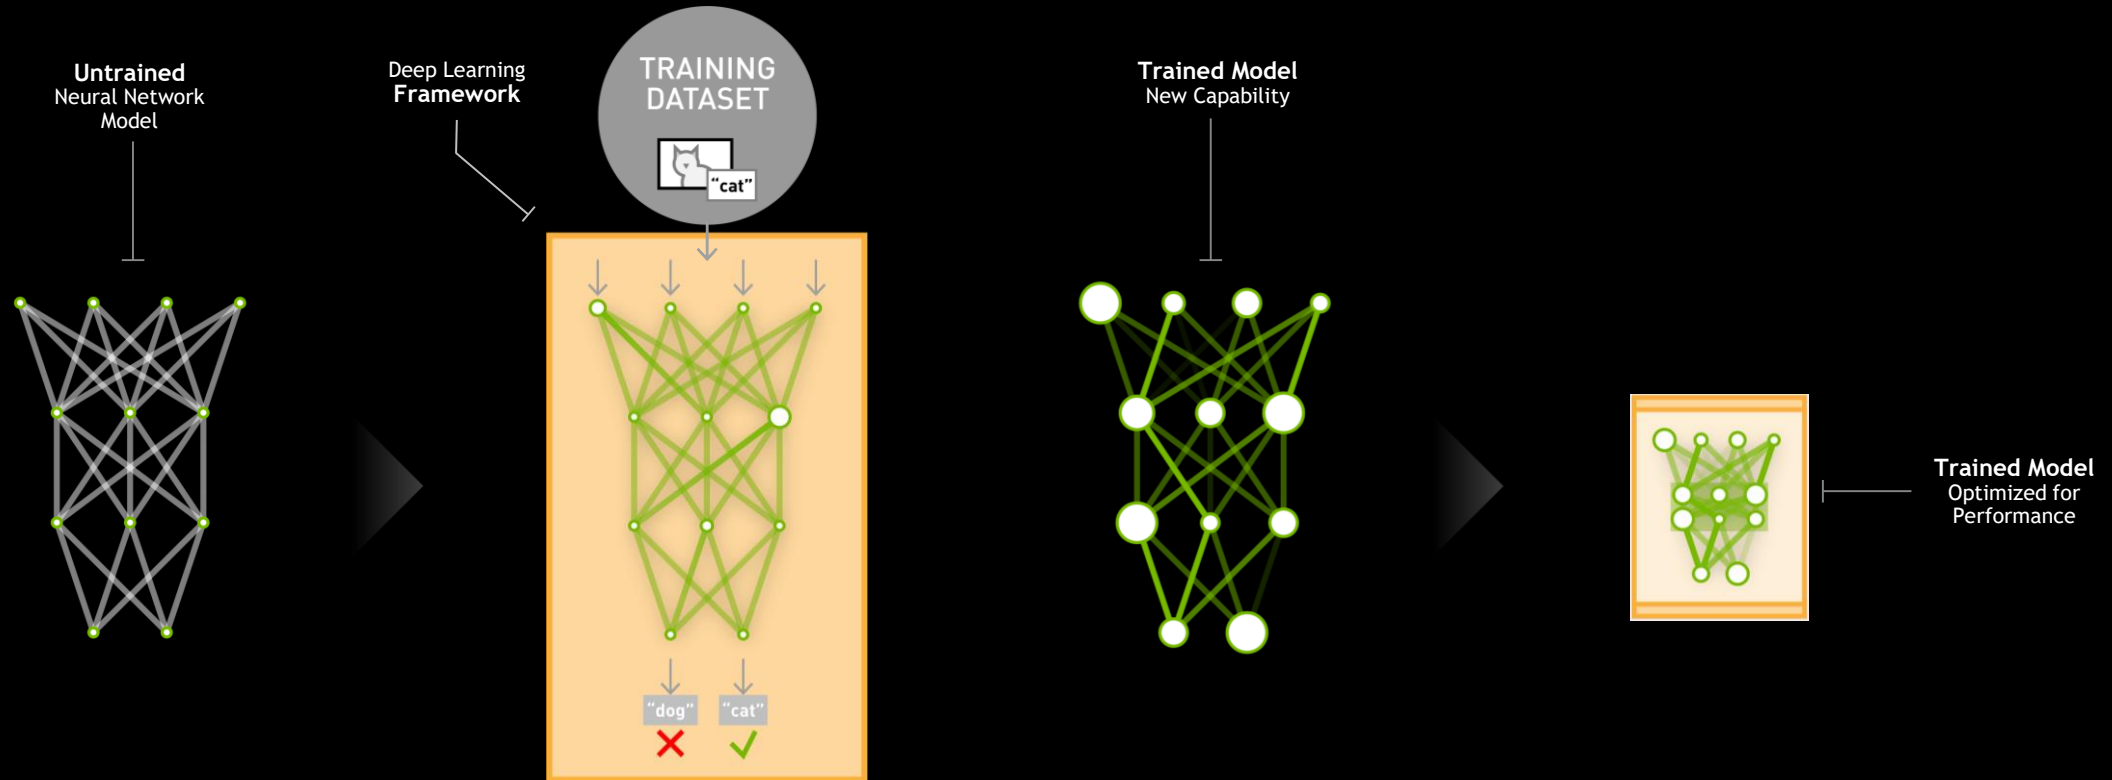 Untrained
Neural Network
Model
Deep Learning
Framework
TRAINING
DATASET
“cat”
“dog”
“cat”
Trained Model
New Capability
Trained Model
Optimized for
Performance